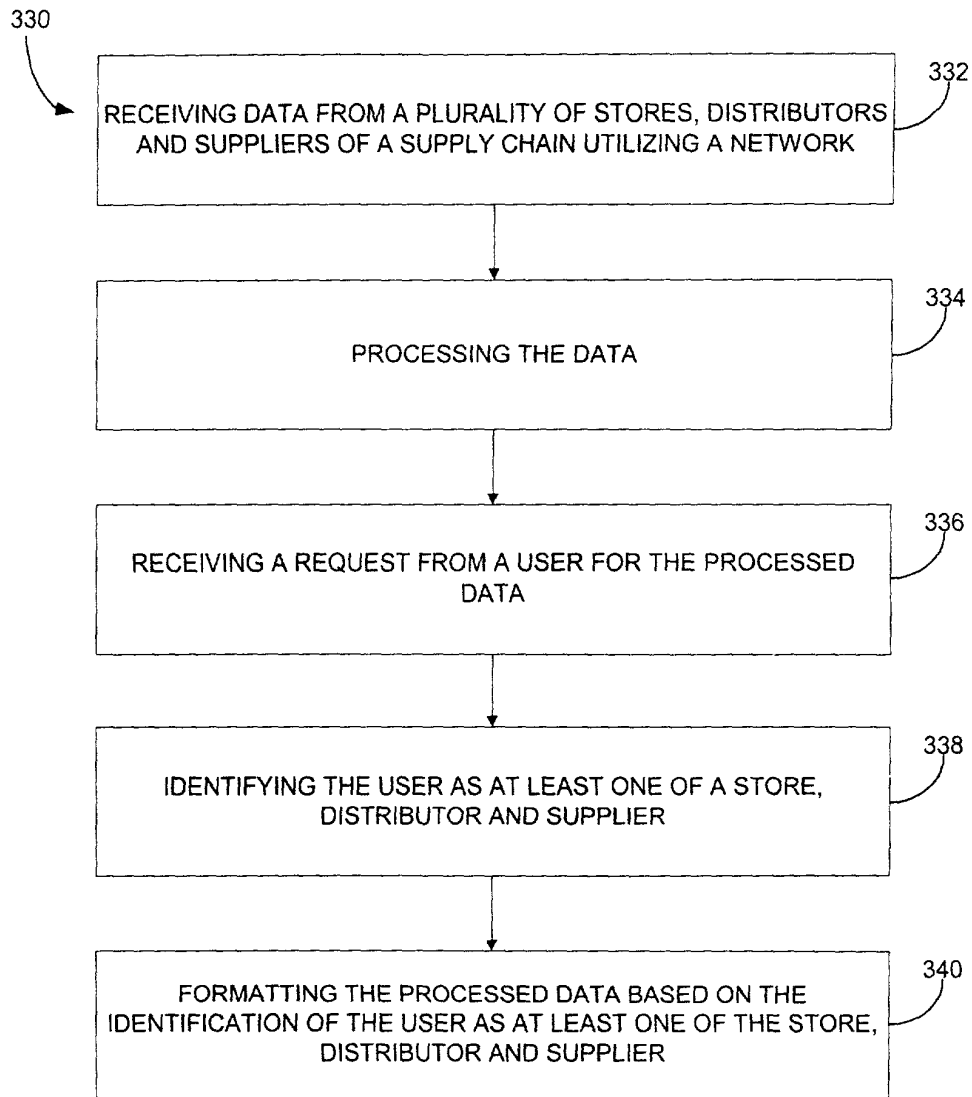 330
332
RECEIVING DATA FROM A PLURALITY OF STORES, DISTRIBUTORS
AND SUPPLIERS OF A SUPPLY CHAIN UTILIZING A NETWORK
334
PROCESSING THE DATA
336
RECEIVING A REQUEST FROM A USER FOR THE PROCESSED
DATA
338
IDENTIFYING THE USER AS AT LEAST ONE OF A STORE,
DISTRIBUTOR AND SUPPLIER
340
FORMATTING THE PROCESSED DATA BASED ON THE
IDENTIFICATION OF THE USER AS AT LEAST ONE OF THE STORE,
DISTRIBUTOR AND SUPPLIER